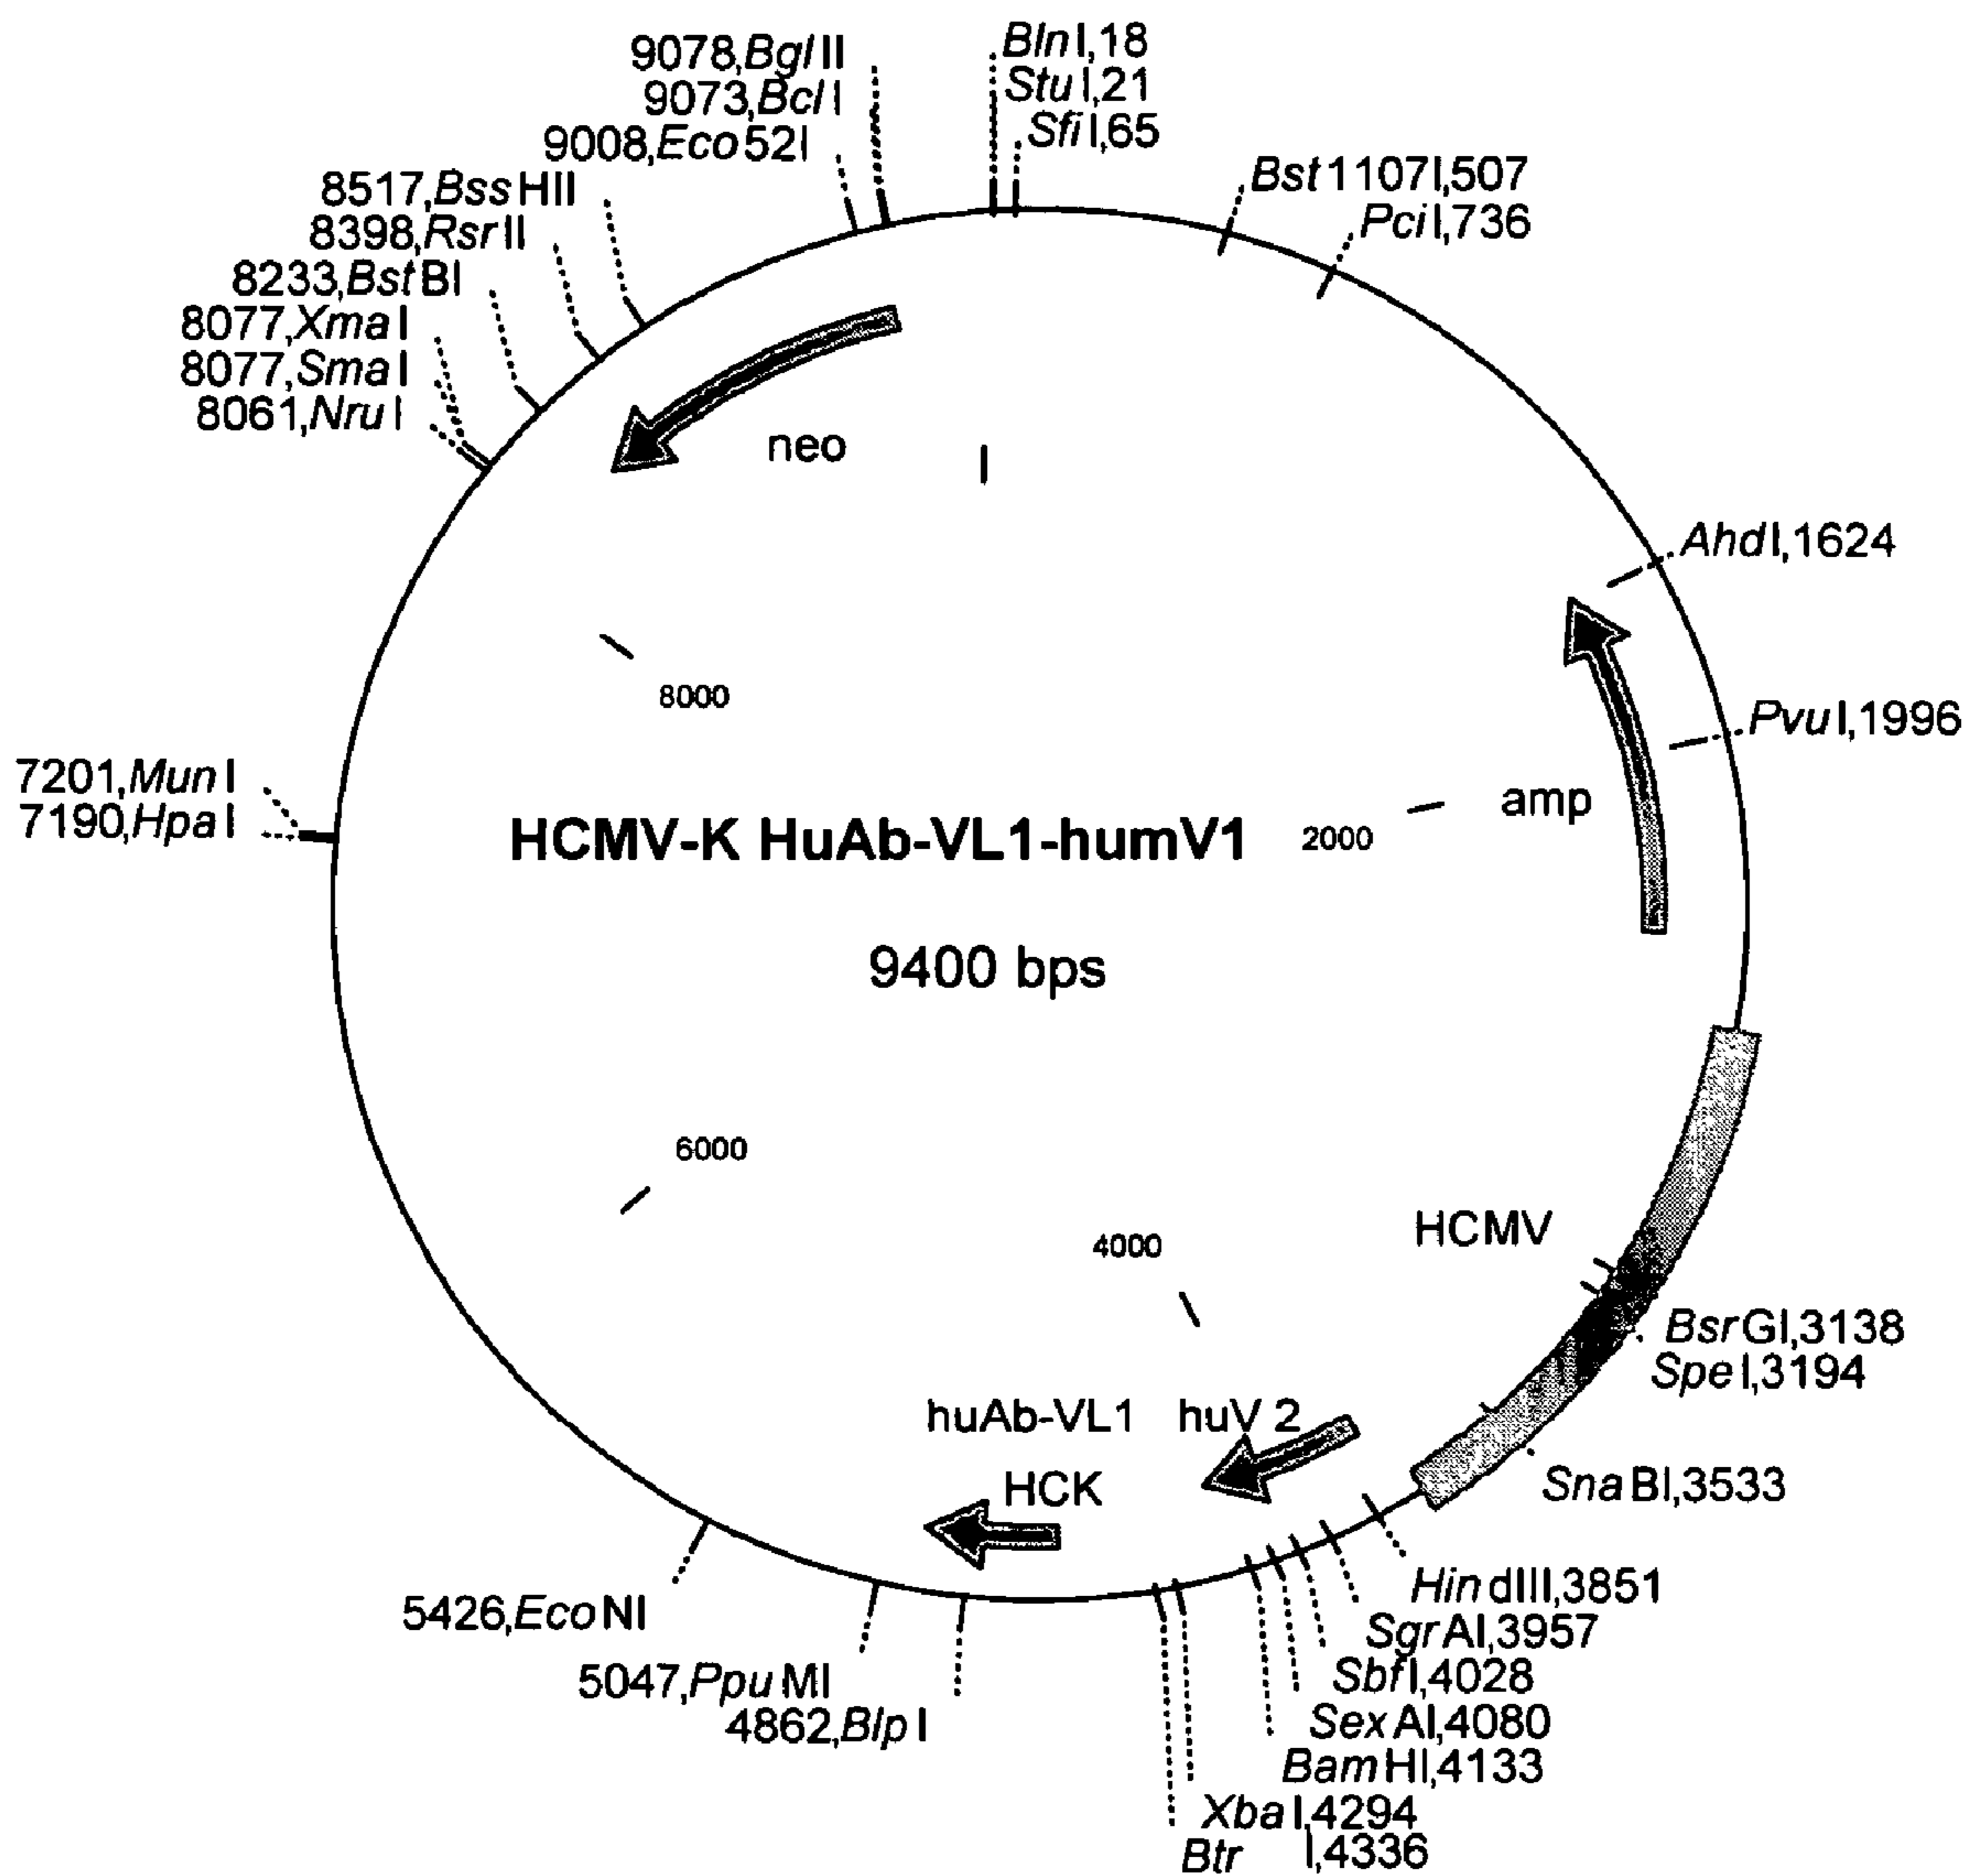 9078,BglII
9073,BclI
9008,Eco52I
8517,BssHII
8398,RsrII
8233,BstBI
8077,XmaI
8077,SmaI
8061,NruI
7201,MunI
7190,HpaI
BlnI,18
StuI,21
SfiI,65
Bst1107I,507
PciI,736
AhdI,1624
PvuI,1996
neo
8000
amp
2000
HCMV-K HuAb-VL1-humV1
9400 bps
6000
4000
HCMV
BsrGI,3138
SpeI,3194
SnaBI,3533
huAb-VL1 huV 2
HCK
HindIII,3851
SgrAI,3957
SbfI,4028
SexAI,4080
BamHI,4133
XbaI,4294
Btr I,4336
5426,EcoNI
5047,PpuMI
4862,BlpI